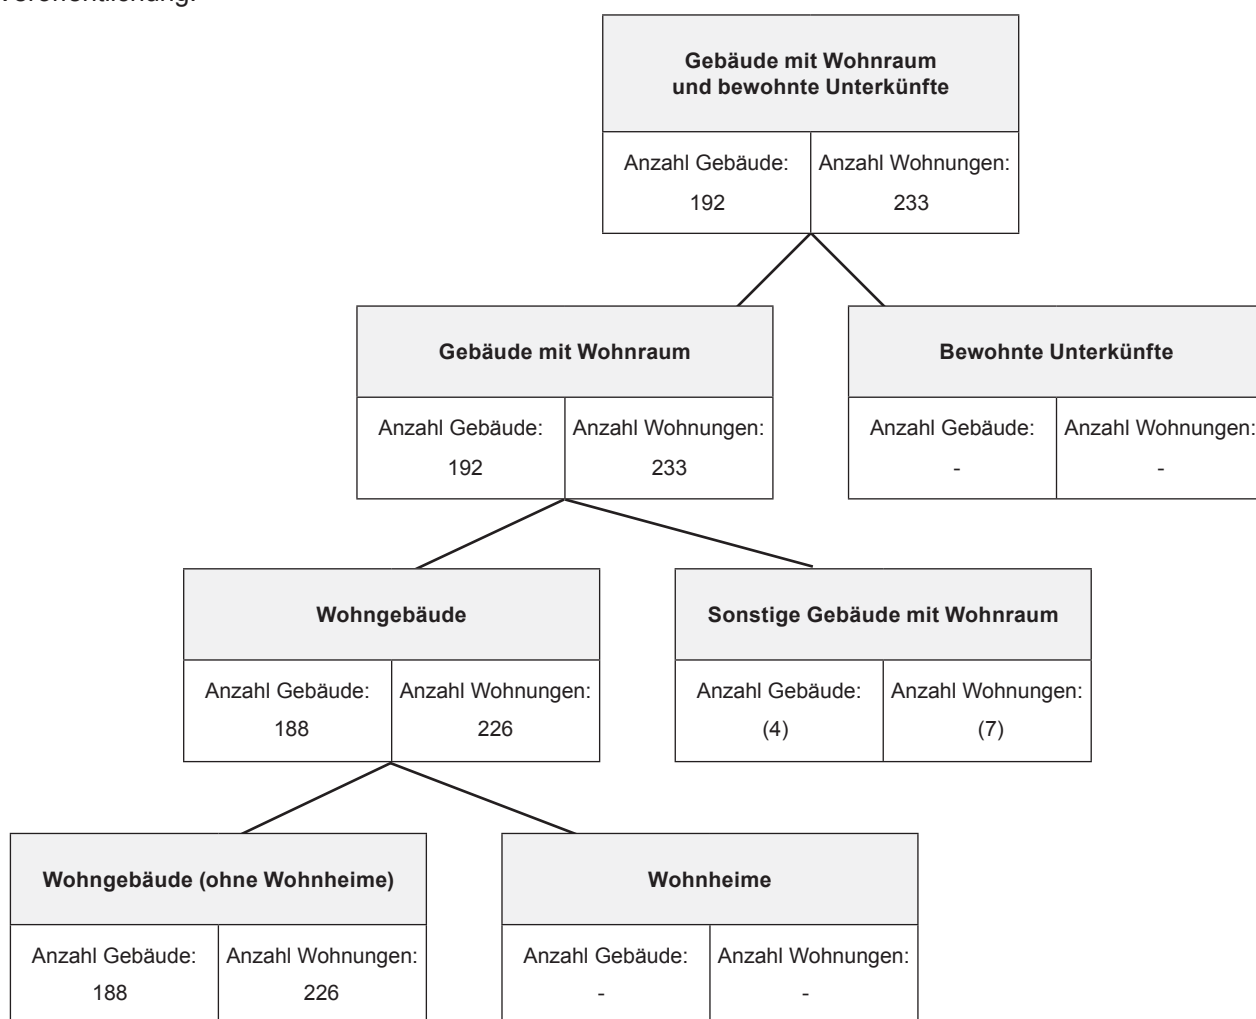 Veröffentlichung.
Gebäude mit Wohnraum
und bewohnte Unterkünfte
Anzahl Gebäude: Anzahl Wohnungen:
192 233
Gebäude mit Wohnraum
Anzahl Gebäude: Anzahl Wohnungen:
192 233
Bewohnte Unterkünfte
Anzahl Gebäude: Anzahl Wohnungen:
- -
Wohngebäude
Anzahl Gebäude: Anzahl Wohnungen:
188 226
Sonstige Gebäude mit Wohnraum
Anzahl Gebäude: Anzahl Wohnungen:
(4) (7)
Wohngebäude (ohne Wohnheime)
Anzahl Gebäude: Anzahl Wohnungen:
188 226
Wohnheime
Anzahl Gebäude: Anzahl Wohnungen:
- -